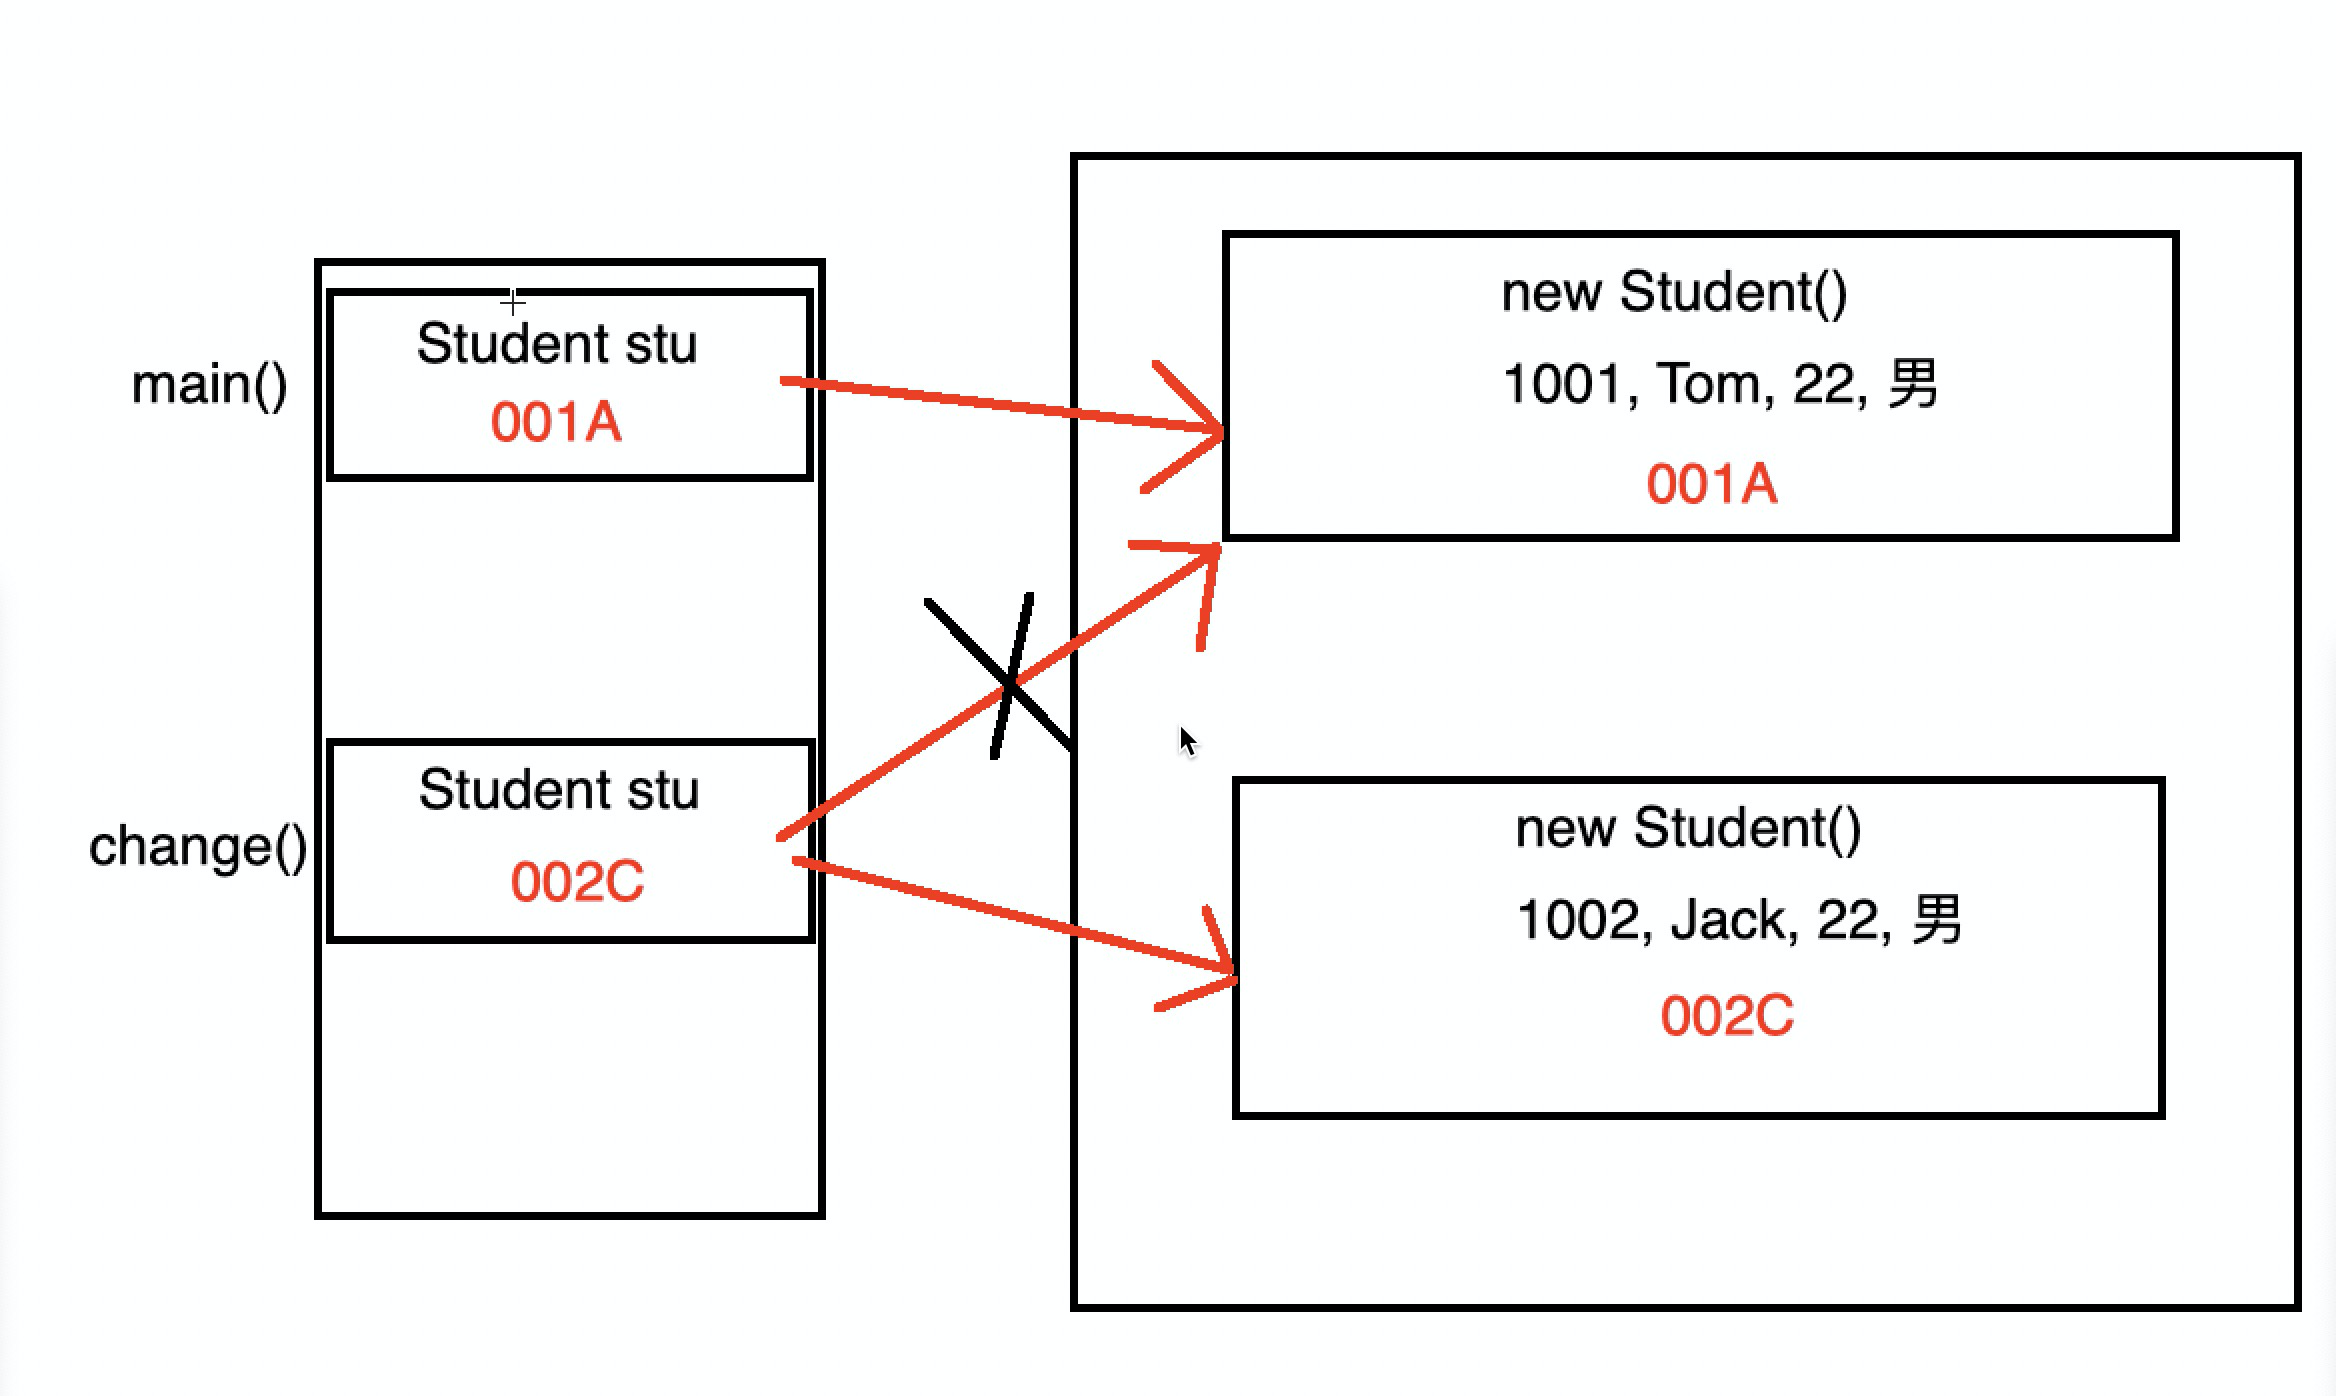 main()
Student stu
001A
change()
Student stu
002C
new Student()
1001, Tom, 22, 男
001A
new Student()
1002, Jack, 22, 男
002C